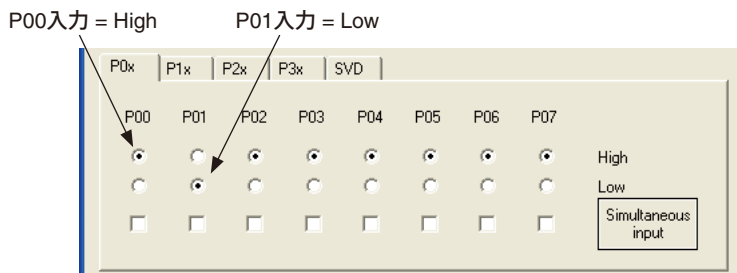 P00入力 = High P01入力 = Low
P0x P1x P2x P3x SVD
P00 P01 P02 P03 P04 P05 P06 P07
High
Low
Simultaneous
input